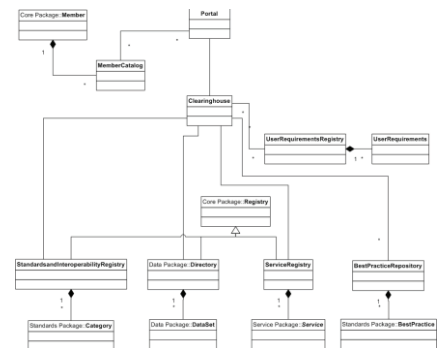 Core Package::Member
Portal
1
*
*
*
MemberCatalog
*
Clearinghouse
*
*
*
UserRequirementsRegistry
1
1..*
UserRequirements
Core Package::Registry
*
StandardsandInteroperabilityRegistry
Data Package::Directory
ServiceRegistry
BestPracticeRepository
1
*
1
*
1
*
1
*
Standards Package::Category
Data Package::DataSet
Service Package::Service
Standards Package::BestPractice